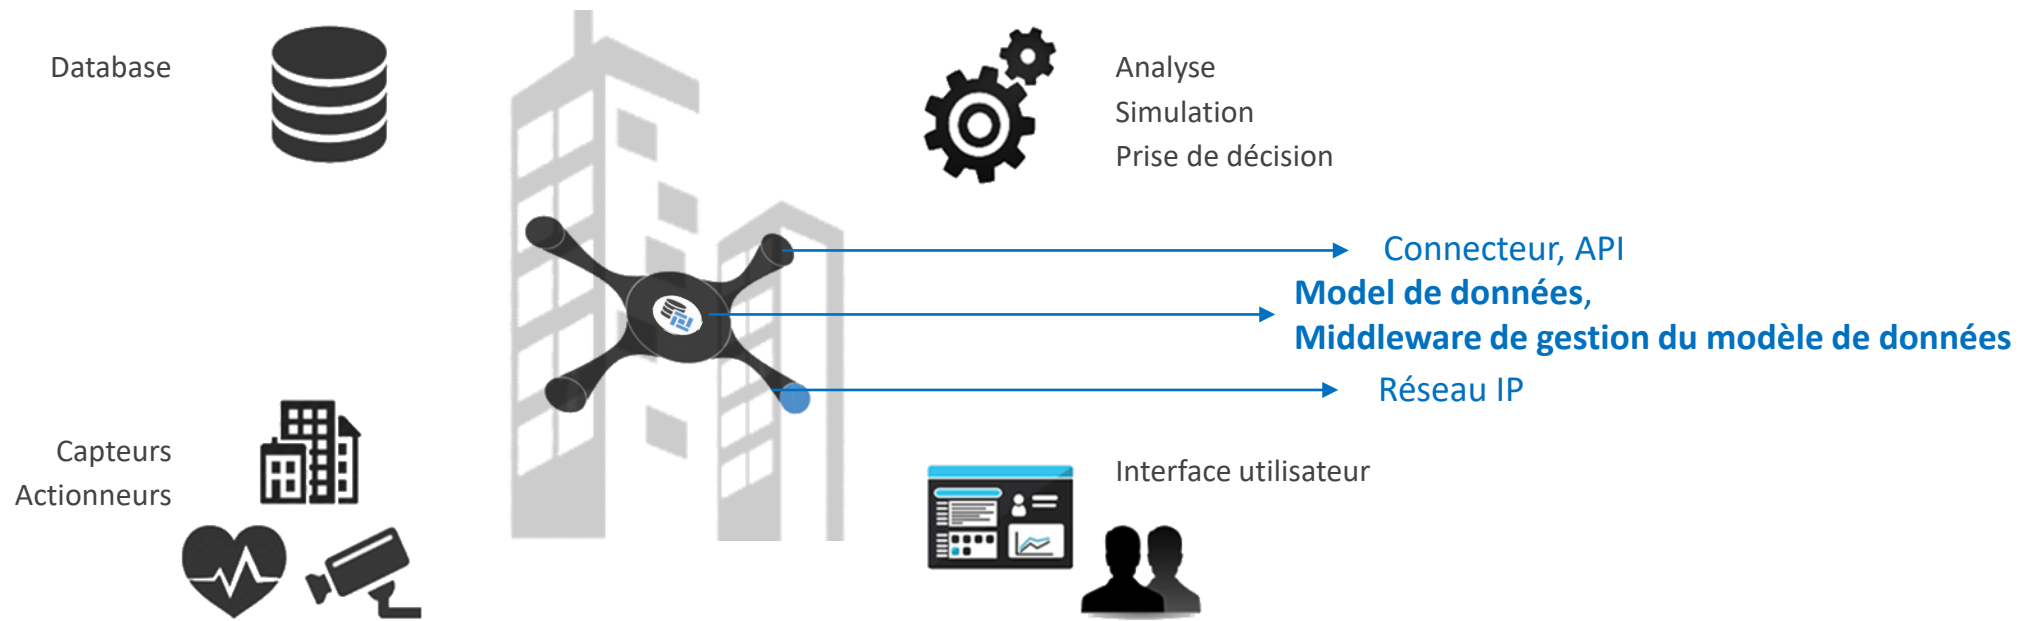 Database
Analyse
Simulation
Prise de décision
Connecteur, API
Model de données,
Middleware de gestion du modèle de données
Réseau IP
Capteurs
Actionneurs
Interface utilisateur